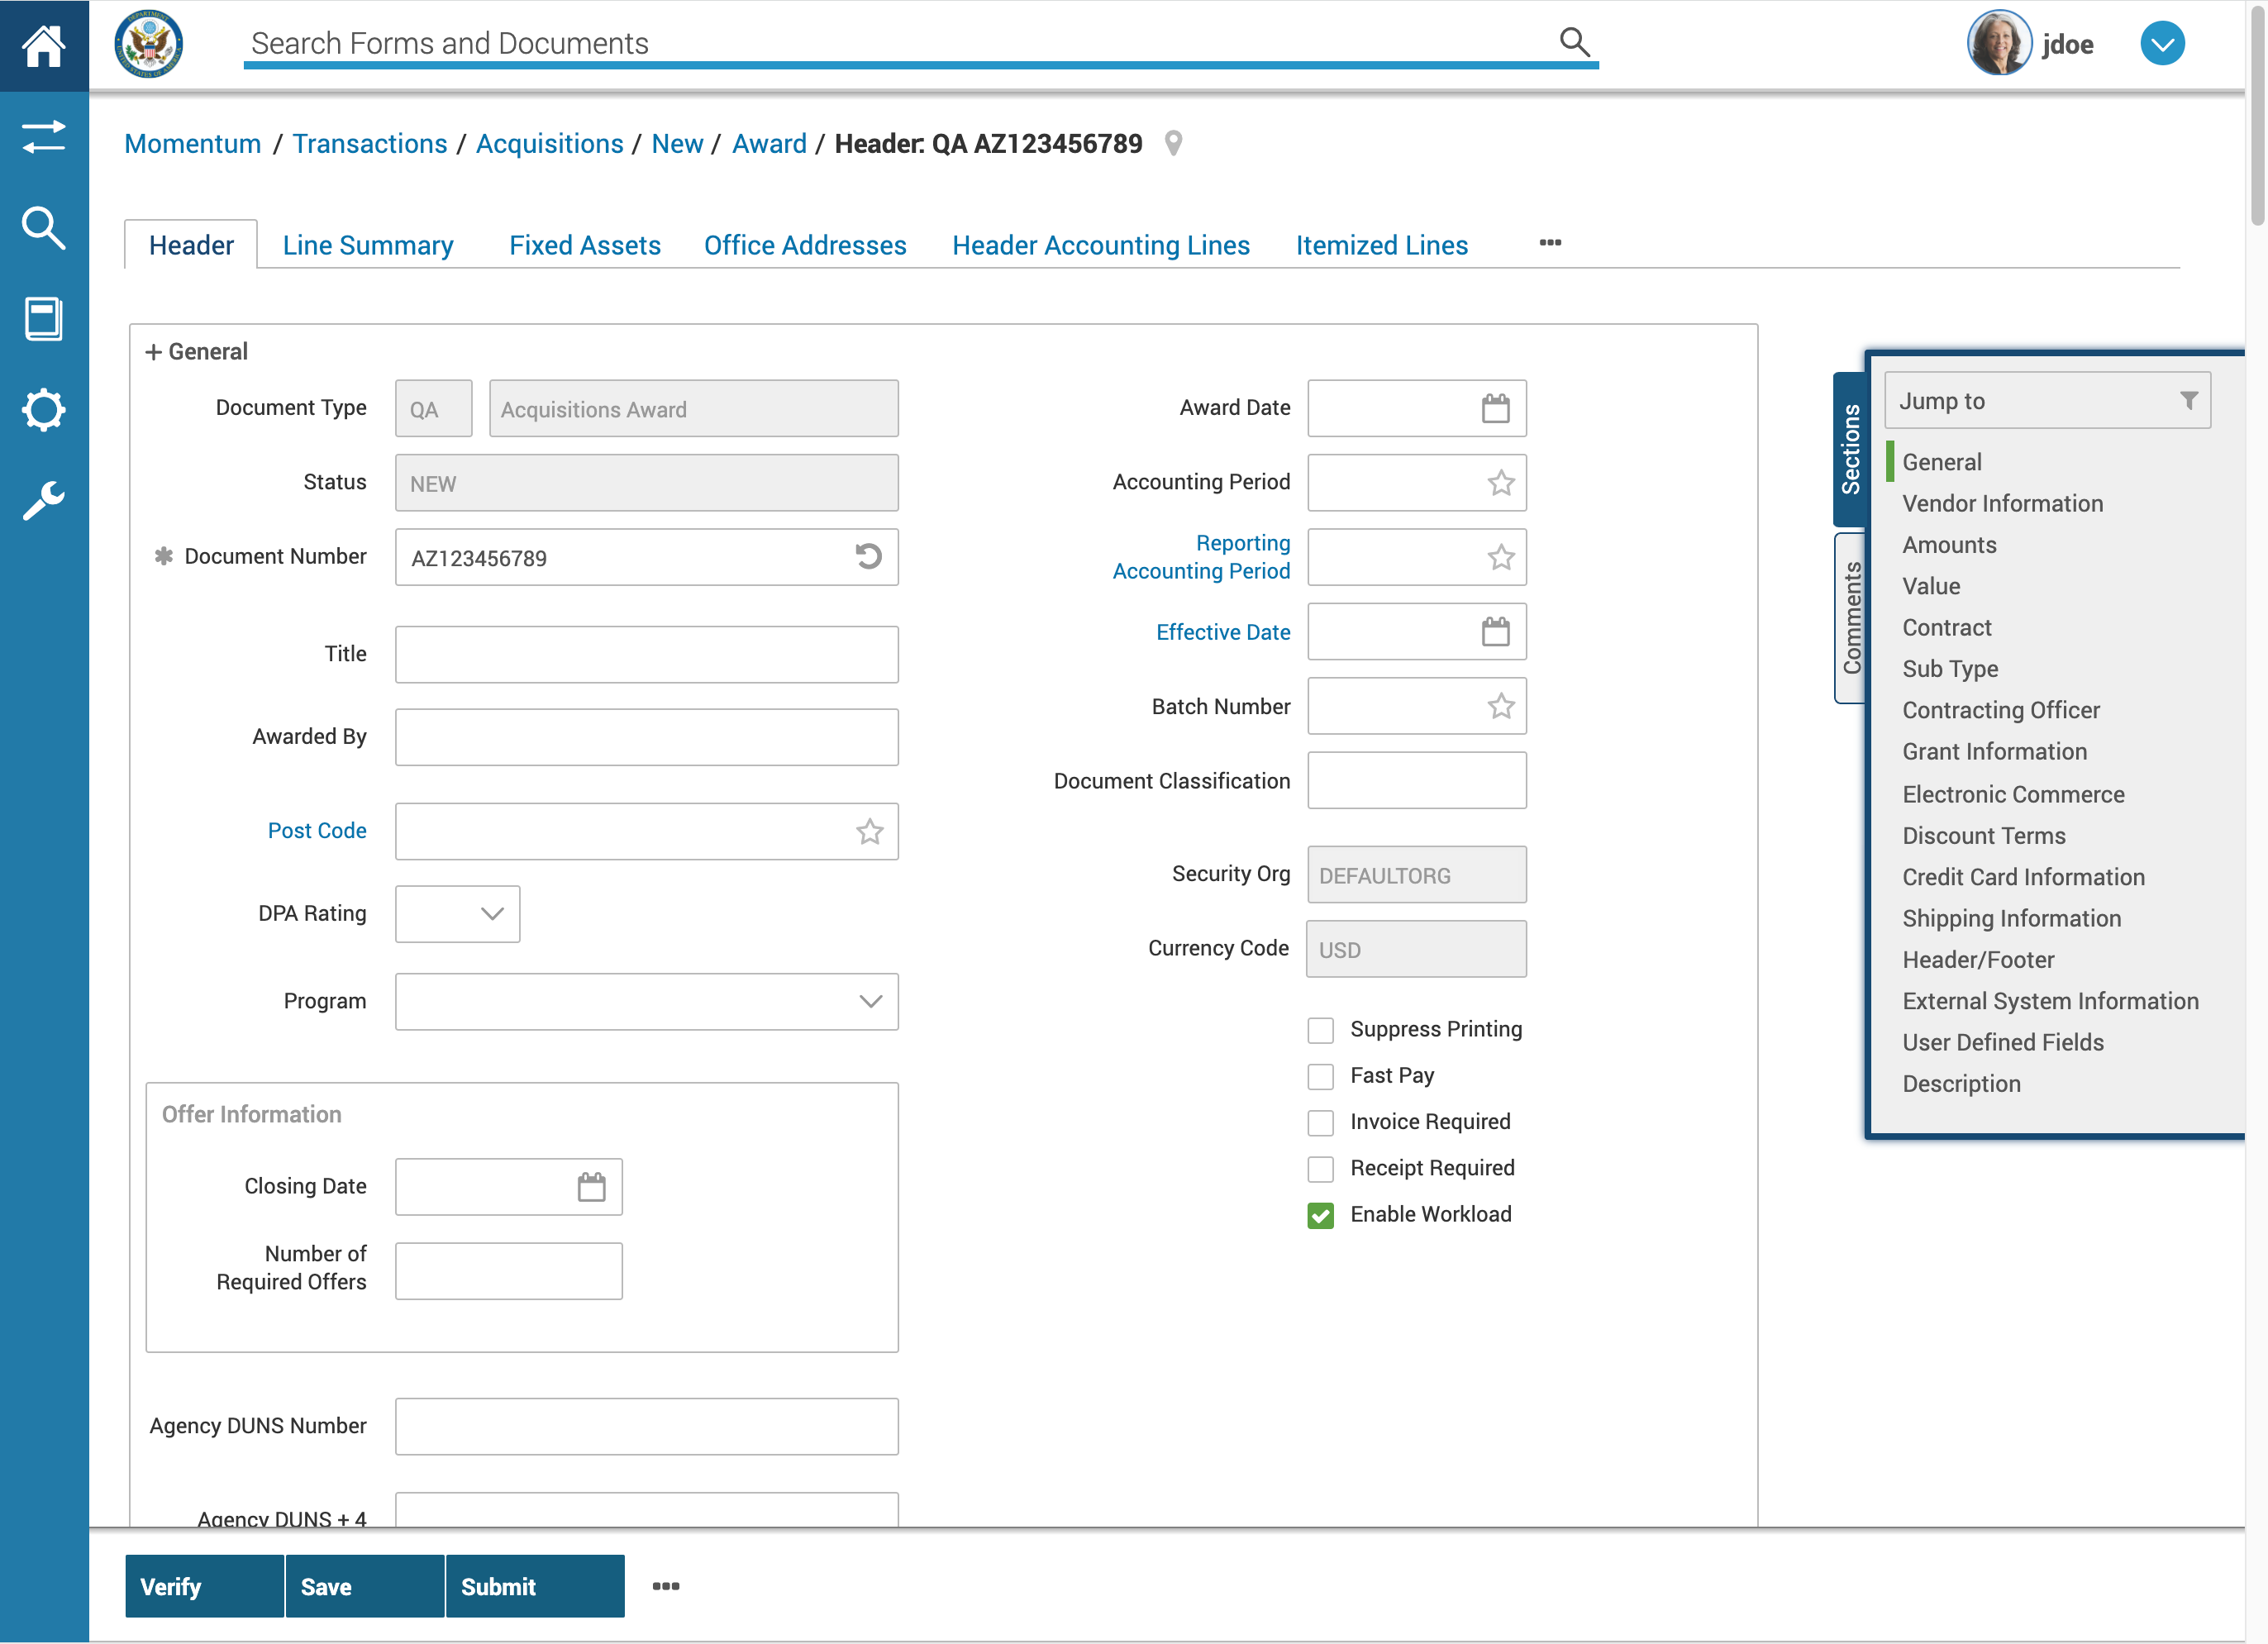 Search Forms and Documents
jdoe
Momentum / Transactions / Acquisitions / New / Award / Header: QA AZ123456789
Header
Line Summary
Fixed Assets
Office Addresses
Header Accounting Lines
Itemized Lines
+ General
Document Type
QA
Acquisitions Award
Status
NEW
✱ Document Number
AZ123456789
Title
Awarded By
Post Code
DPA Rating
Program
Offer Information
Closing Date
Number of
Required Offers
Agency DUNS Number
Agency DUNS + 4
Award Date
Accounting Period
Reporting
Accounting Period
Effective Date
Batch Number
Document Classification
Security Org
DEFAULTORG
Currency Code
USD
Suppress Printing
Fast Pay
Invoice Required
Receipt Required
Enable Workload
Sections
Comments
Jump to
General
Vendor Information
Amounts
Value
Contract
Sub Type
Contracting Officer
Grant Information
Electronic Commerce
Discount Terms
Credit Card Information
Shipping Information
Header/Footer
External System Information
User Defined Fields
Description
Verify
Save
Submit